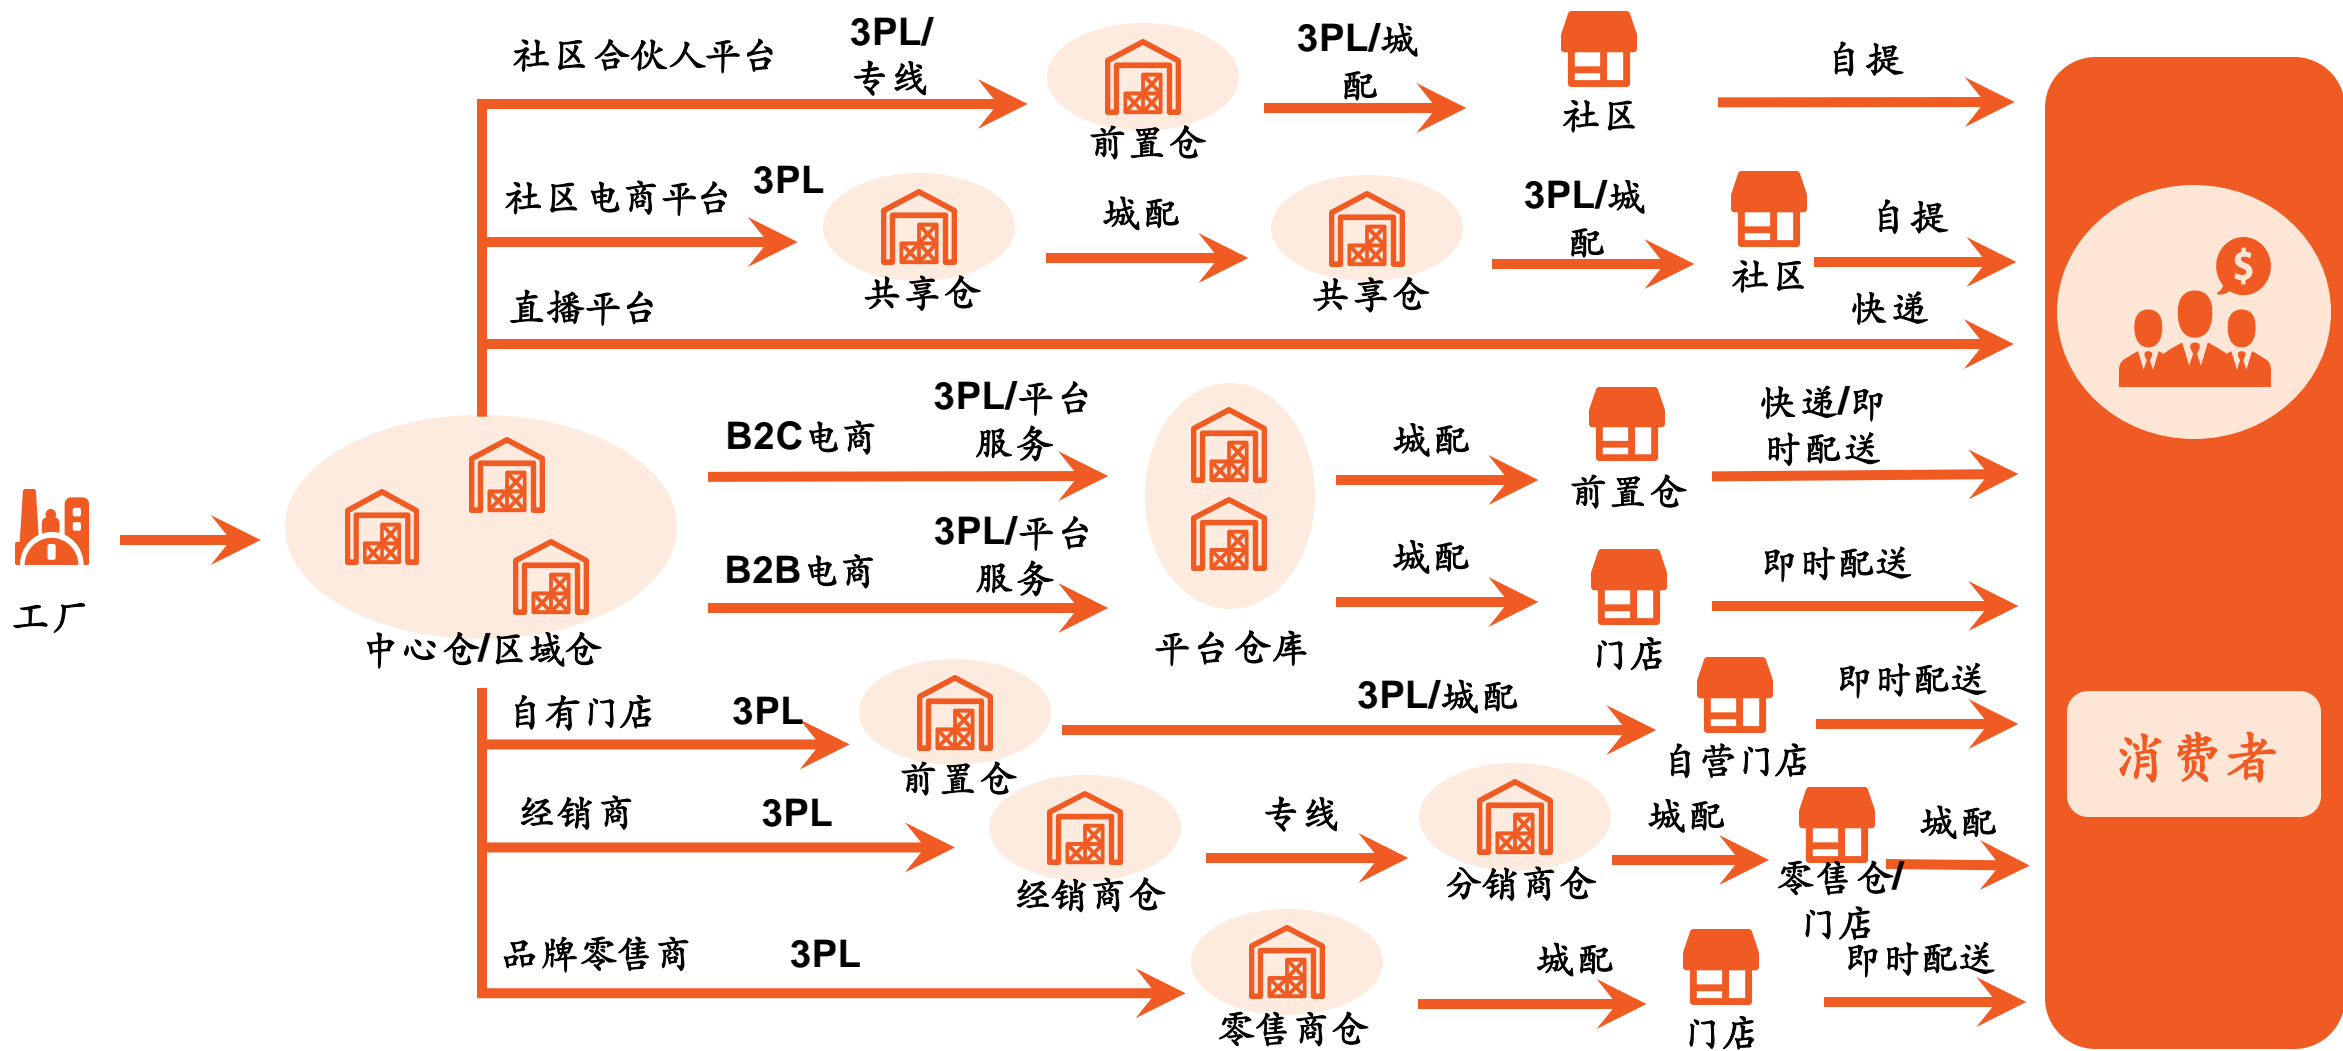 社区合伙人平台
3PL/
专线
前置仓
3PL/城
配
社区
自提
社区电商平台
3PL
共享仓
城配
共享仓
3PL/城
配
社区
自提
直播平台
快递
工厂
中心仓/区域仓
B2C电商
3PL/平台
服务
城配
前置仓
快递/即
时配送
B2B电商
3PL/平台
服务
平台仓库
城配
门店
即时配送
自有门店
3PL
前置仓
3PL/城配
自营门店
即时配送
经销商
3PL
经销商仓
专线
分销商仓
城配
零售仓/
门店
城配
品牌零售商
3PL
零售商仓
城配
门店
即时配送
$
消费者